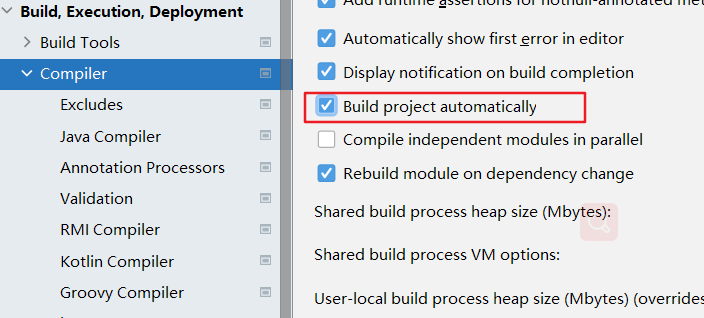 Build, Execution, Deployment
Build Tools
Compiler
Excludes
Java Compiler
Annotation Processors
Validation
RMI Compiler
Kotlin Compiler
Groovy Compiler
Add runtime assertions for notnull-annotated met
Automatically show first error in editor
Display notification on build completion
Build project automatically
Compile independent modules in parallel
Rebuild module on dependency change
Shared build process heap size (Mbytes):
Shared build process VM options:
User-local build process heap size (Mbytes) (overrides